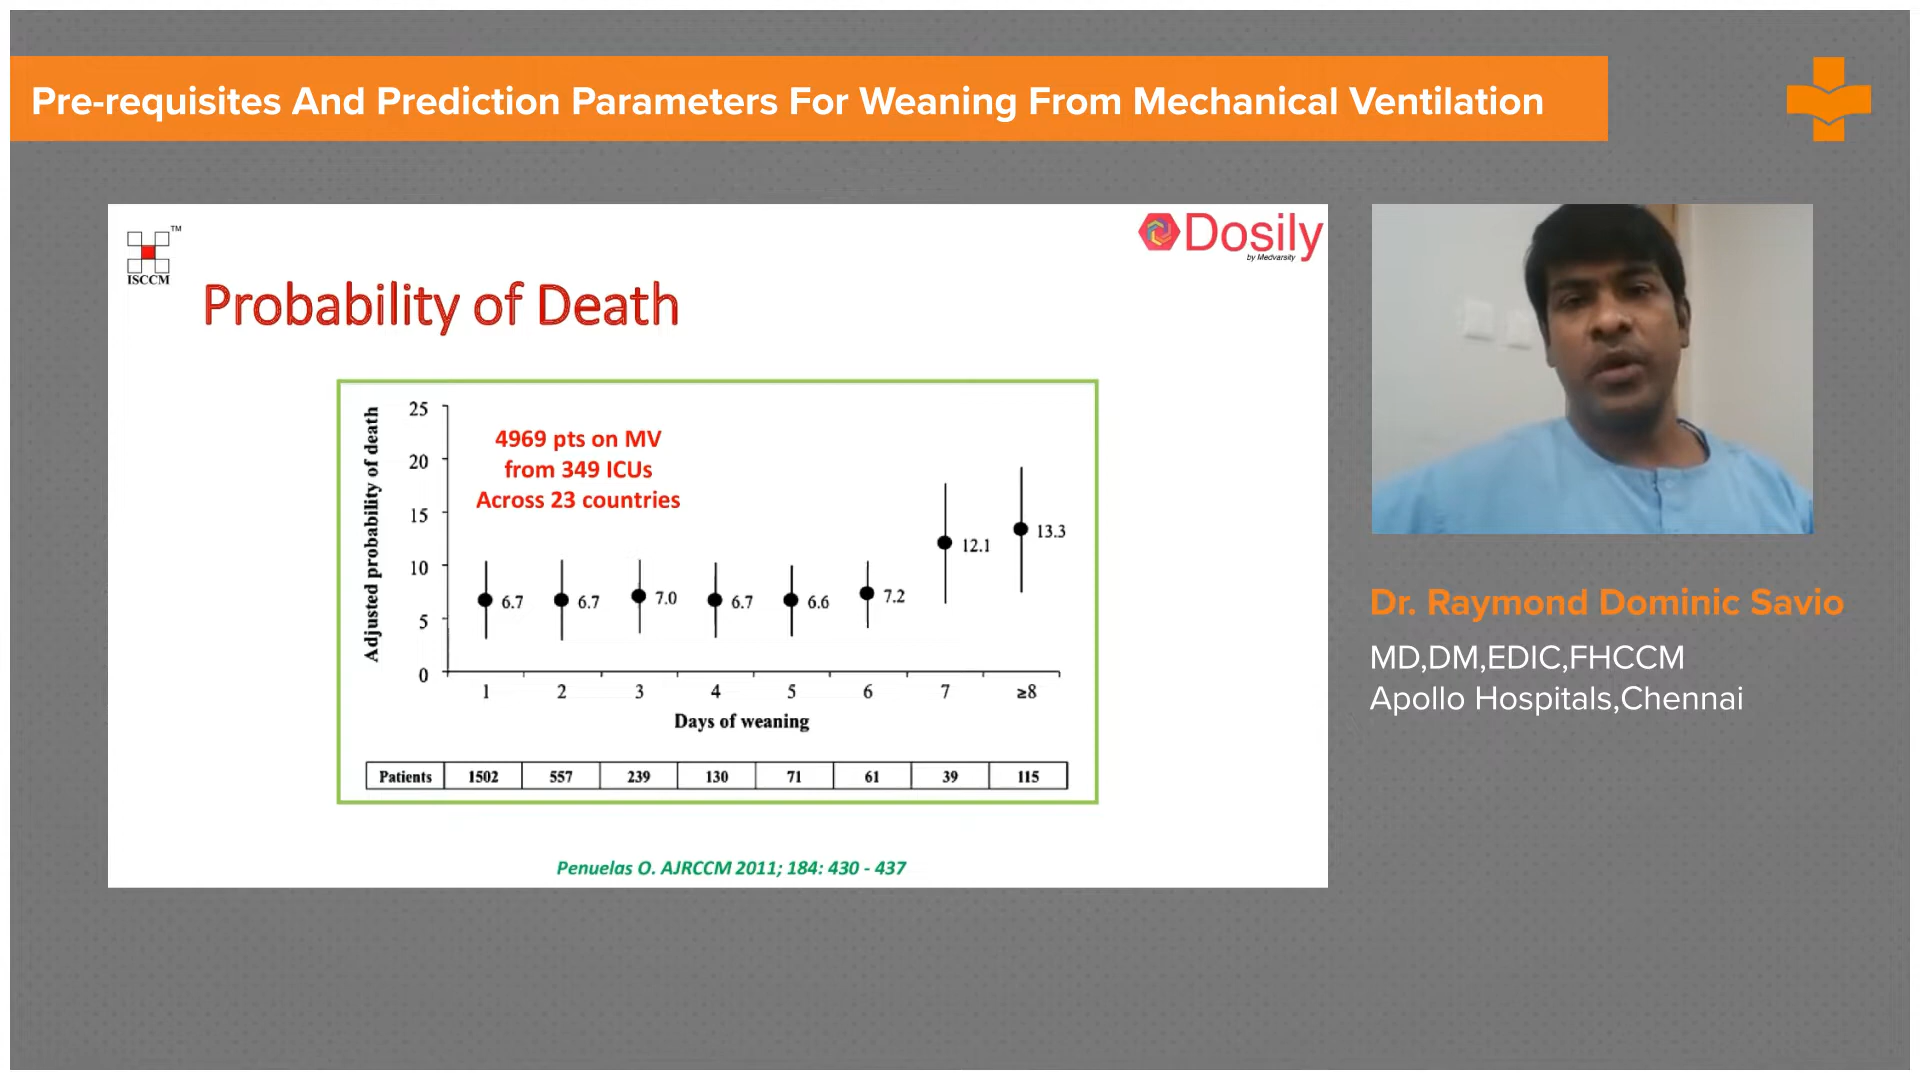 Pre-requisites And Prediction Parameters For Weaning From Mechanical Ventilation
TM
ISCCM
Dosily
by Medvarsity
Probability of Death
Adjusted probability of death
25
20
15
10
5
0
4969 pts on MV
from 349 ICUs
Across 23 countries
6.7
6.7
7.0
6.7
6.6
7.2
12.1
13.3
1 2 3 4 5 6 7 ≥8
Days of weaning
Patients 1502 557 239 130 71 61 39 115
Penuelas O. AJRCCM 2011; 184: 430 - 437
Dr. Raymond Dominic Savio
MD,DM,EDIC,FHCCM
Apollo Hospitals,Chennai